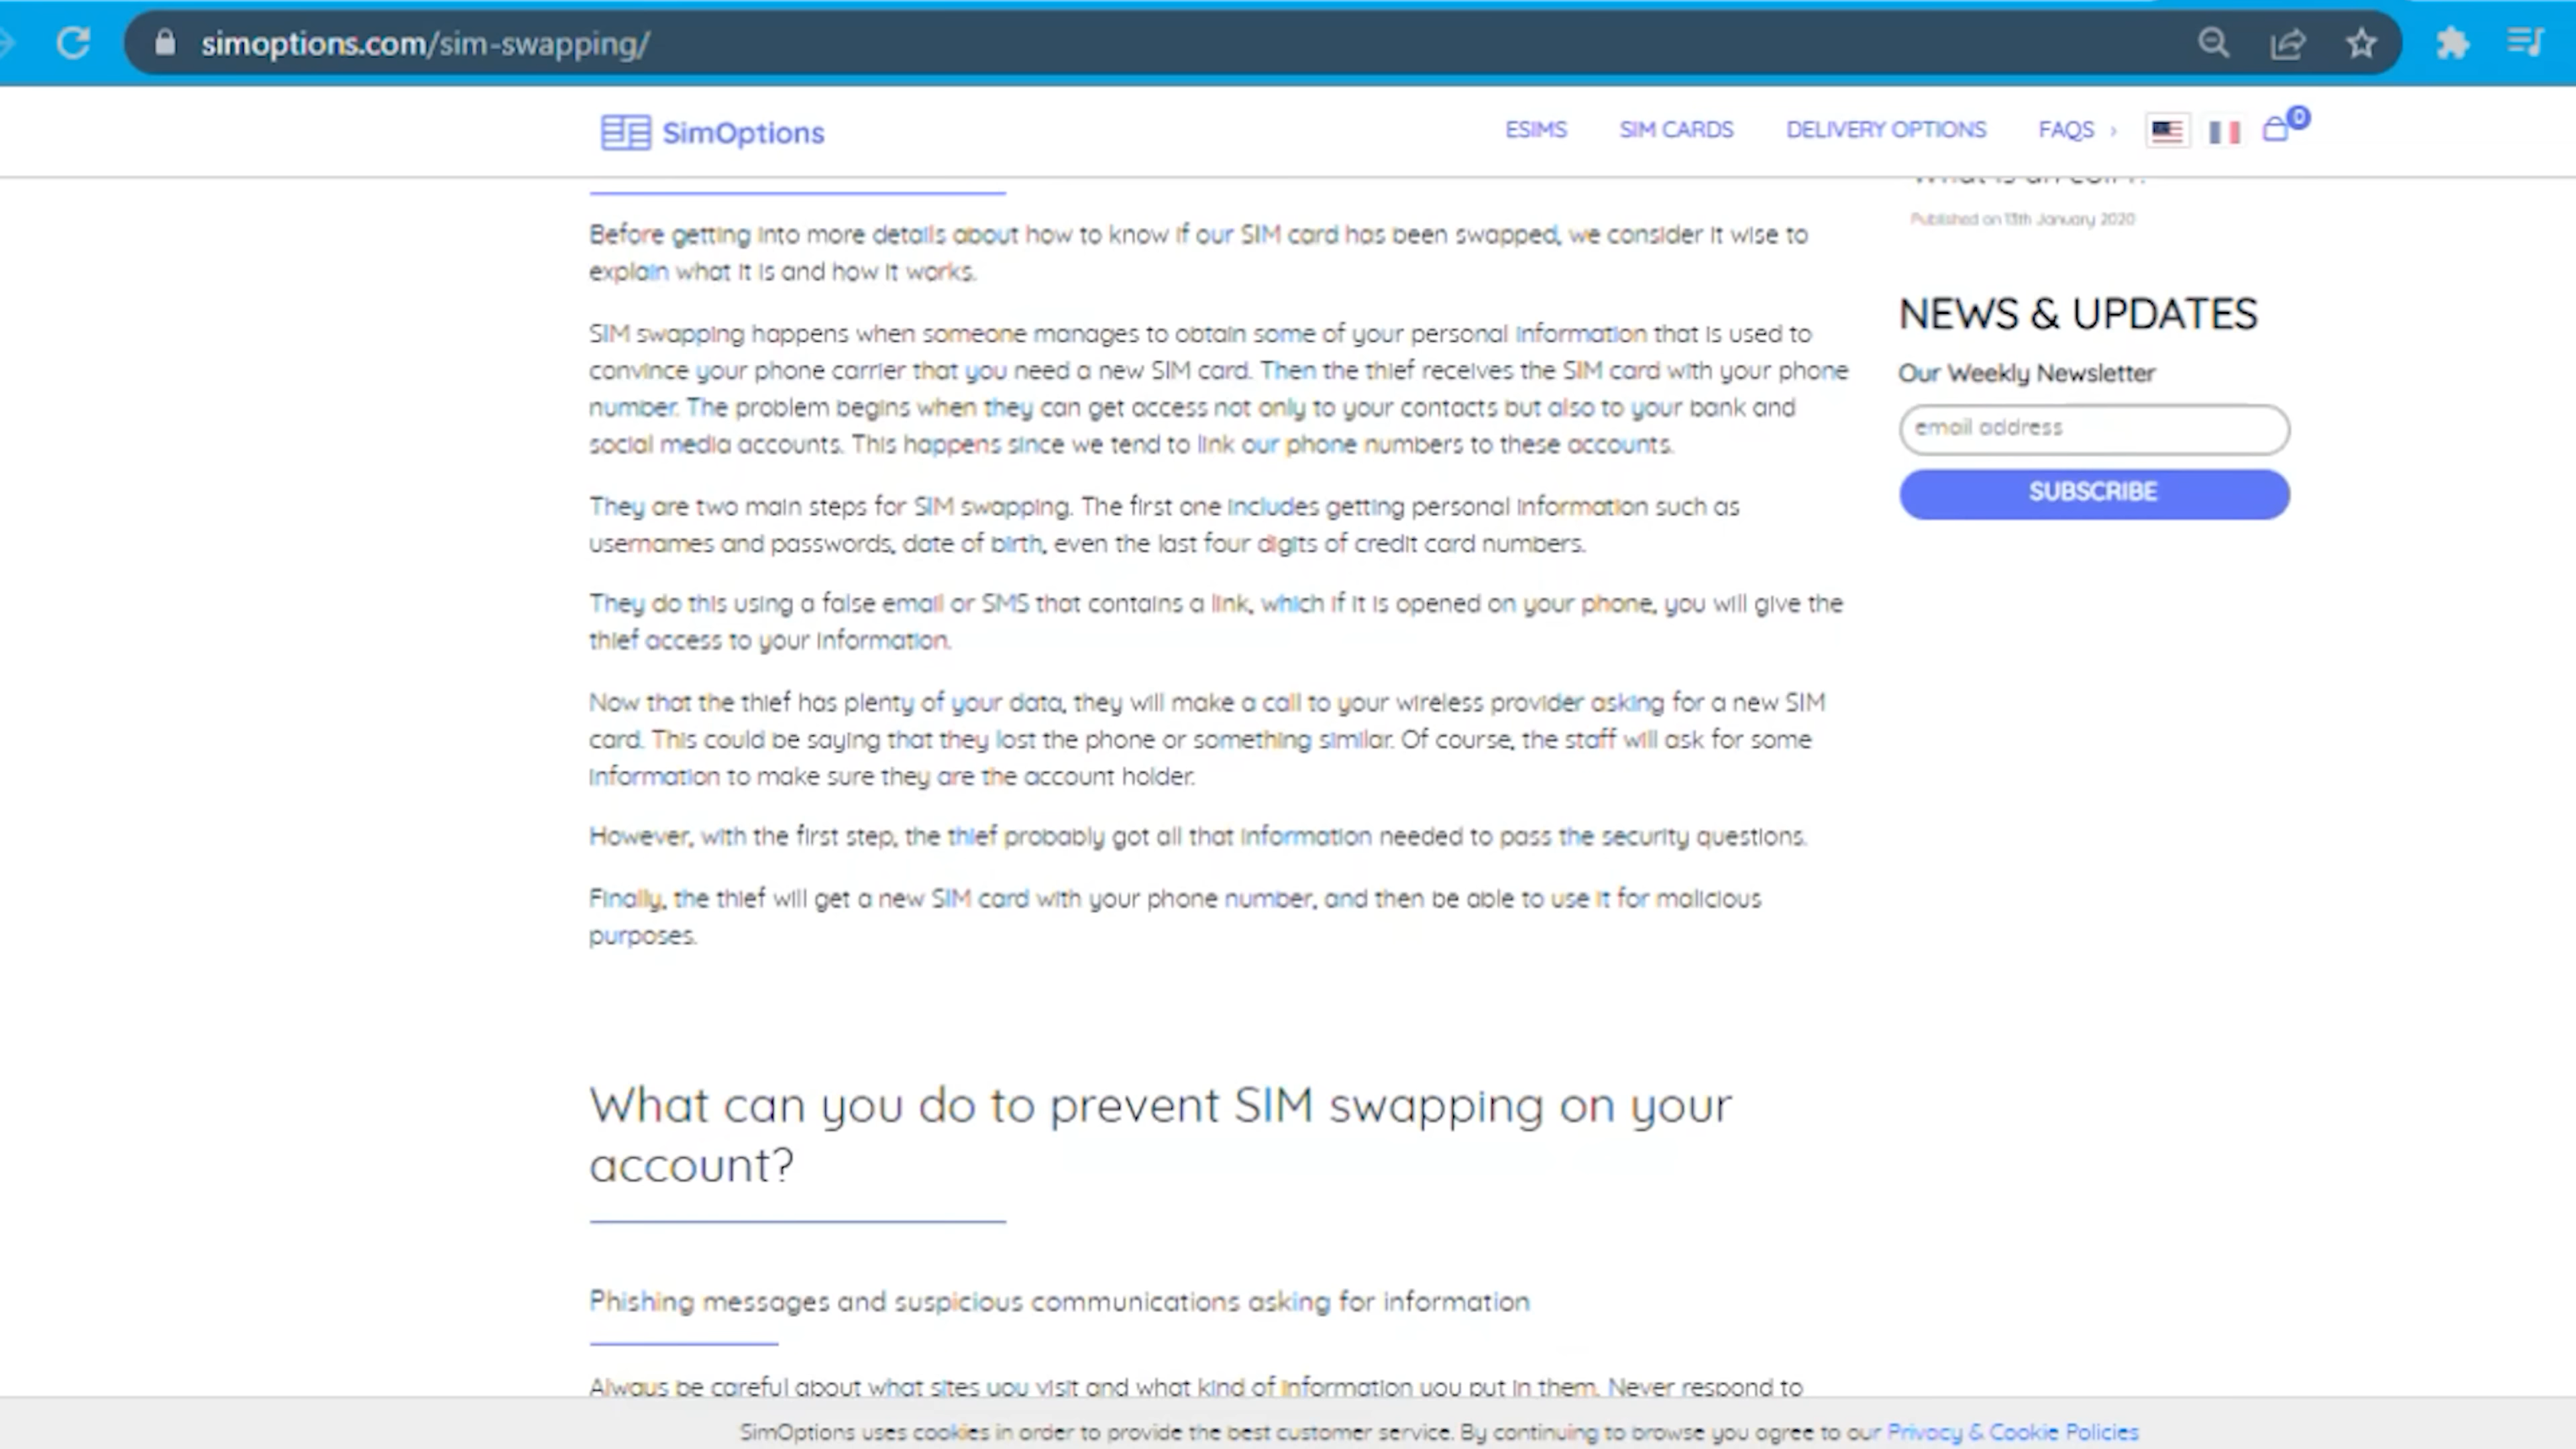 simoptions.com/sim-swapping/
SimOptions
ESIMS SIM CARDS DELIVERY OPTIONS FAQS › 0
Published on 13th January 2020
Before getting into more details about how to know if our SIM card has been swapped, we consider it wise to
explain what it is and how it works.
SIM swapping happens when someone manages to obtain some of your personal information that is used to
convince your phone carrier that you need a new SIM card. Then the thief receives the SIM card with your phone
number. The problem begins when they can get access not only to your contacts but also to your bank and
social media accounts. This happens since we tend to link our phone numbers to these accounts.
They are two main steps for SIM swapping. The first one includes getting personal information such as
usernames and passwords, date of birth, even the last four digits of credit card numbers.
They do this using a false email or SMS that contains a link, which if it is opened on your phone, you will give the
thief access to your information.
Now that the thief has plenty of your data, they will make a call to your wireless provider asking for a new SIM
card. This could be saying that they lost the phone or something similar. Of course, the staff will ask for some
information to make sure they are the account holder.
However, with the first step, the thief probably got all that information needed to pass the security questions.
Finally, the thief will get a new SIM card with your phone number, and then be able to use it for malicious
purposes.
What can you do to prevent SIM swapping on your
account?
Phishing messages and suspicious communications asking for information
Always be careful about what sites you visit and what kind of information you put in them. Never respond to
NEWS & UPDATES
Our Weekly Newsletter
email address
SUBSCRIBE
SimOptions uses cookies in order to provide the best customer service. By continuing to browse you agree to our Privacy & Cookie Policies